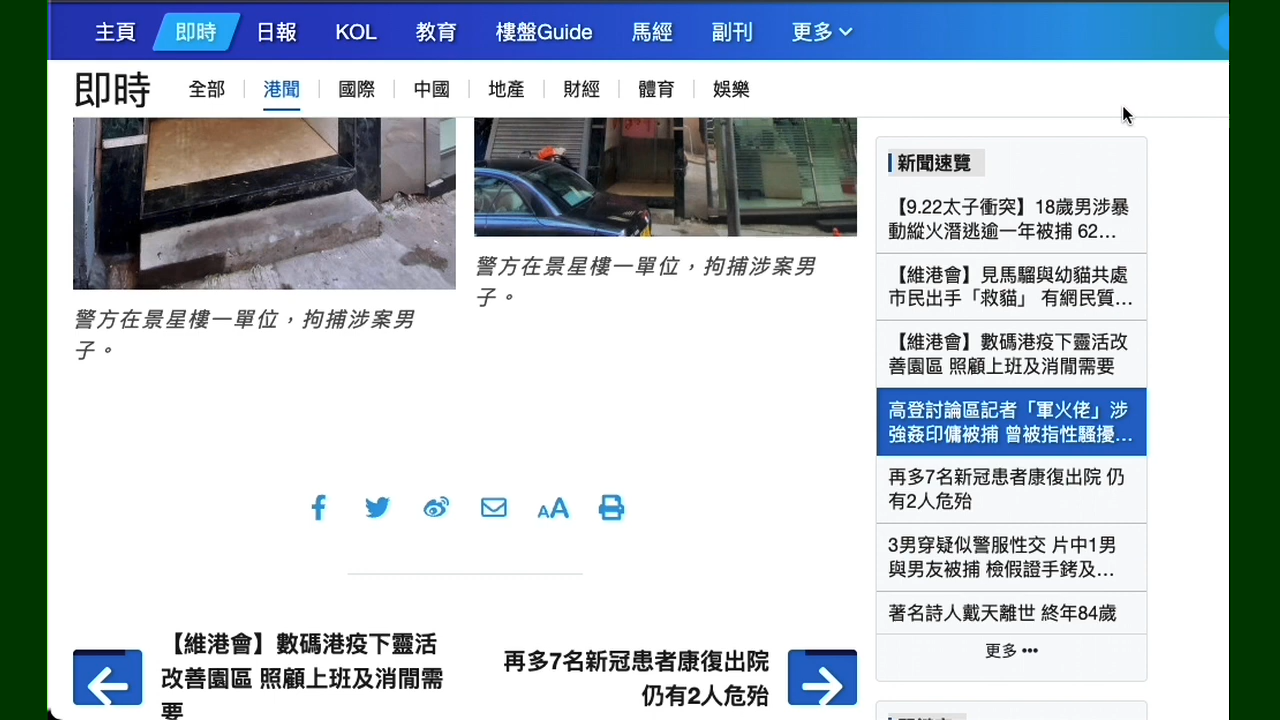 主頁 即時 日報 KOL 教育 樓盤Guide 馬經 副刊 更多
即時 全部 港聞 國際 中國 地產 財經 體育 娛樂
警方在景星樓一單位，拘捕涉案男
子。
警方在景星樓一單位，拘捕涉案男
子。
AA
【維港會】數碼港疫下靈活
改善園區 照顧上班及消閒需
要
再多7名新冠患者康復出院
仍有2人危殆
新聞速覽
【9.22太子衝突】18歲男涉暴
動縱火潛逃逾一年被捕 62...
【維港會】見馬騮與幼貓共處
市民出手「救貓」 有網民質...
【維港會】數碼港疫下靈活改
善園區 照顧上班及消閒需要
高登討論區記者「軍火佬」涉
強姦印傭被捕 曾被指性騷擾...
再多7名新冠患者康復出院 仍
有2人危殆
3男穿疑似警服性交 片中1男
與男友被捕 檢假證手銬及...
著名詩人戴天離世 終年84歲
更多 •••